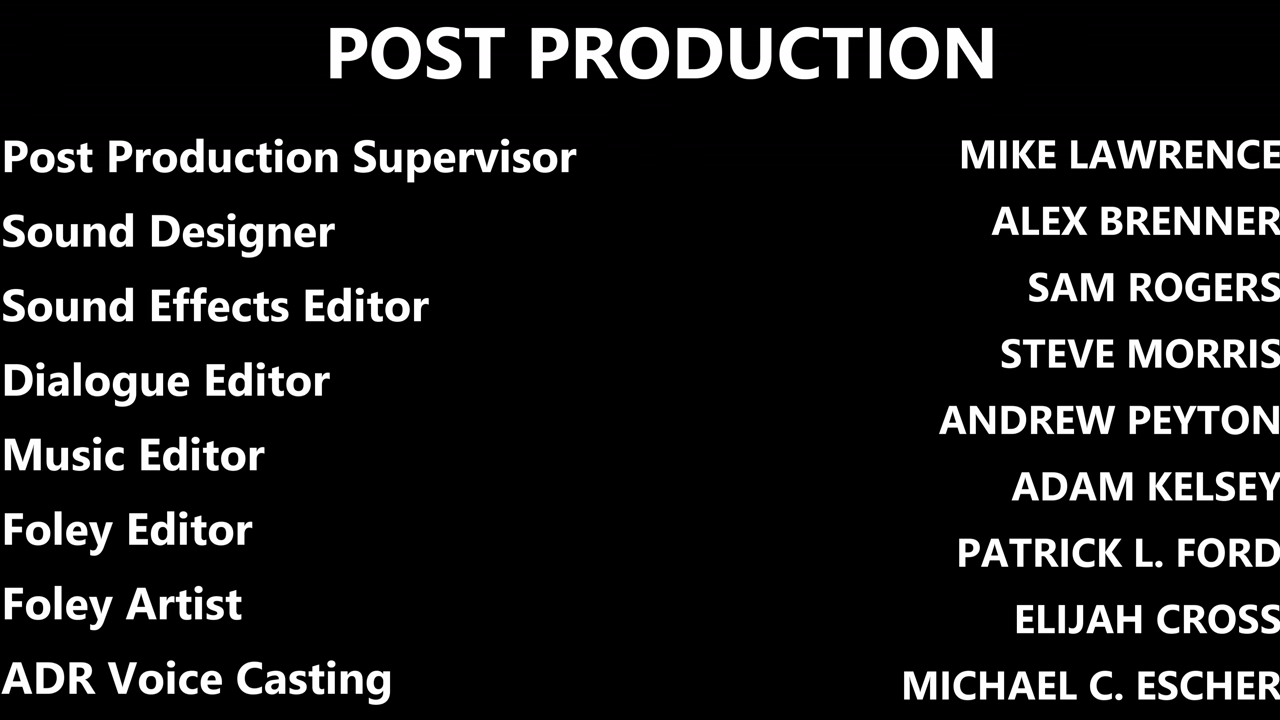 POST PRODUCTION
Post Production Supervisor
Sound Designer
Sound Effects Editor
Dialogue Editor
Music Editor
Foley Editor
Foley Artist
ADR Voice Casting
MIKE LAWRENCE
ALEX BRENNER
SAM ROGERS
STEVE MORRIS
ANDREW PEYTON
ADAM KELSEY
PATRICK L. FORD
ELIJAH CROSS
MICHAEL C. ESCHER